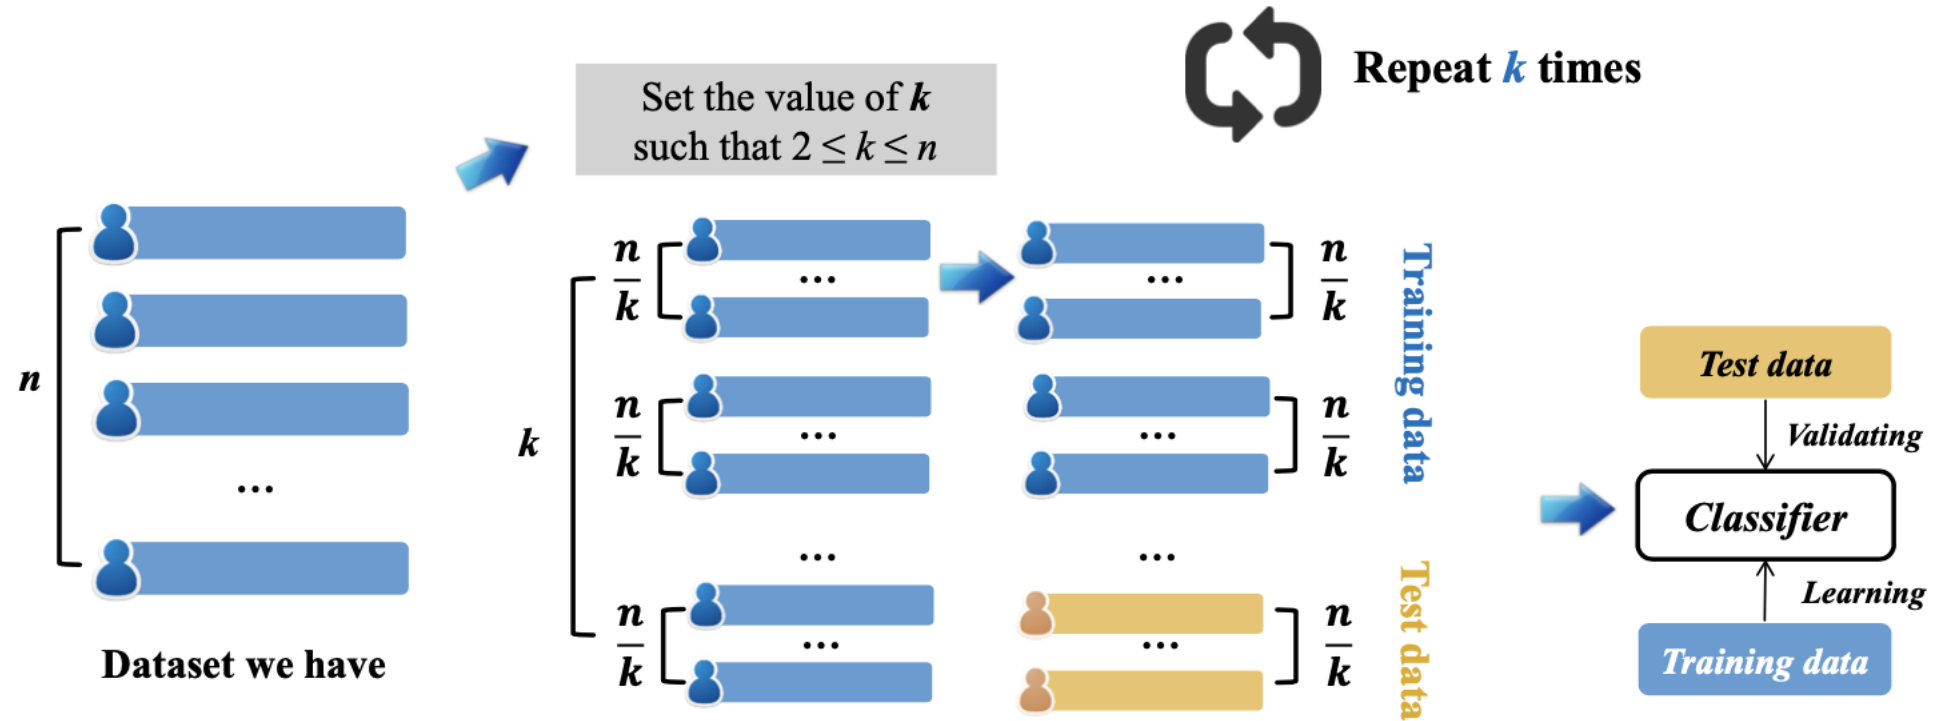 Repeat k times
Set the value of k
such that 2 ≤ k ≤ n
n
...
Dataset we have
k
n
k
...
n
k
n
k
...
n
k
...
n
k
...
n
k
...
n
k
...
...
n
k
...
Training data
Test data
Test data
Validating
Classifier
Learning
Training data